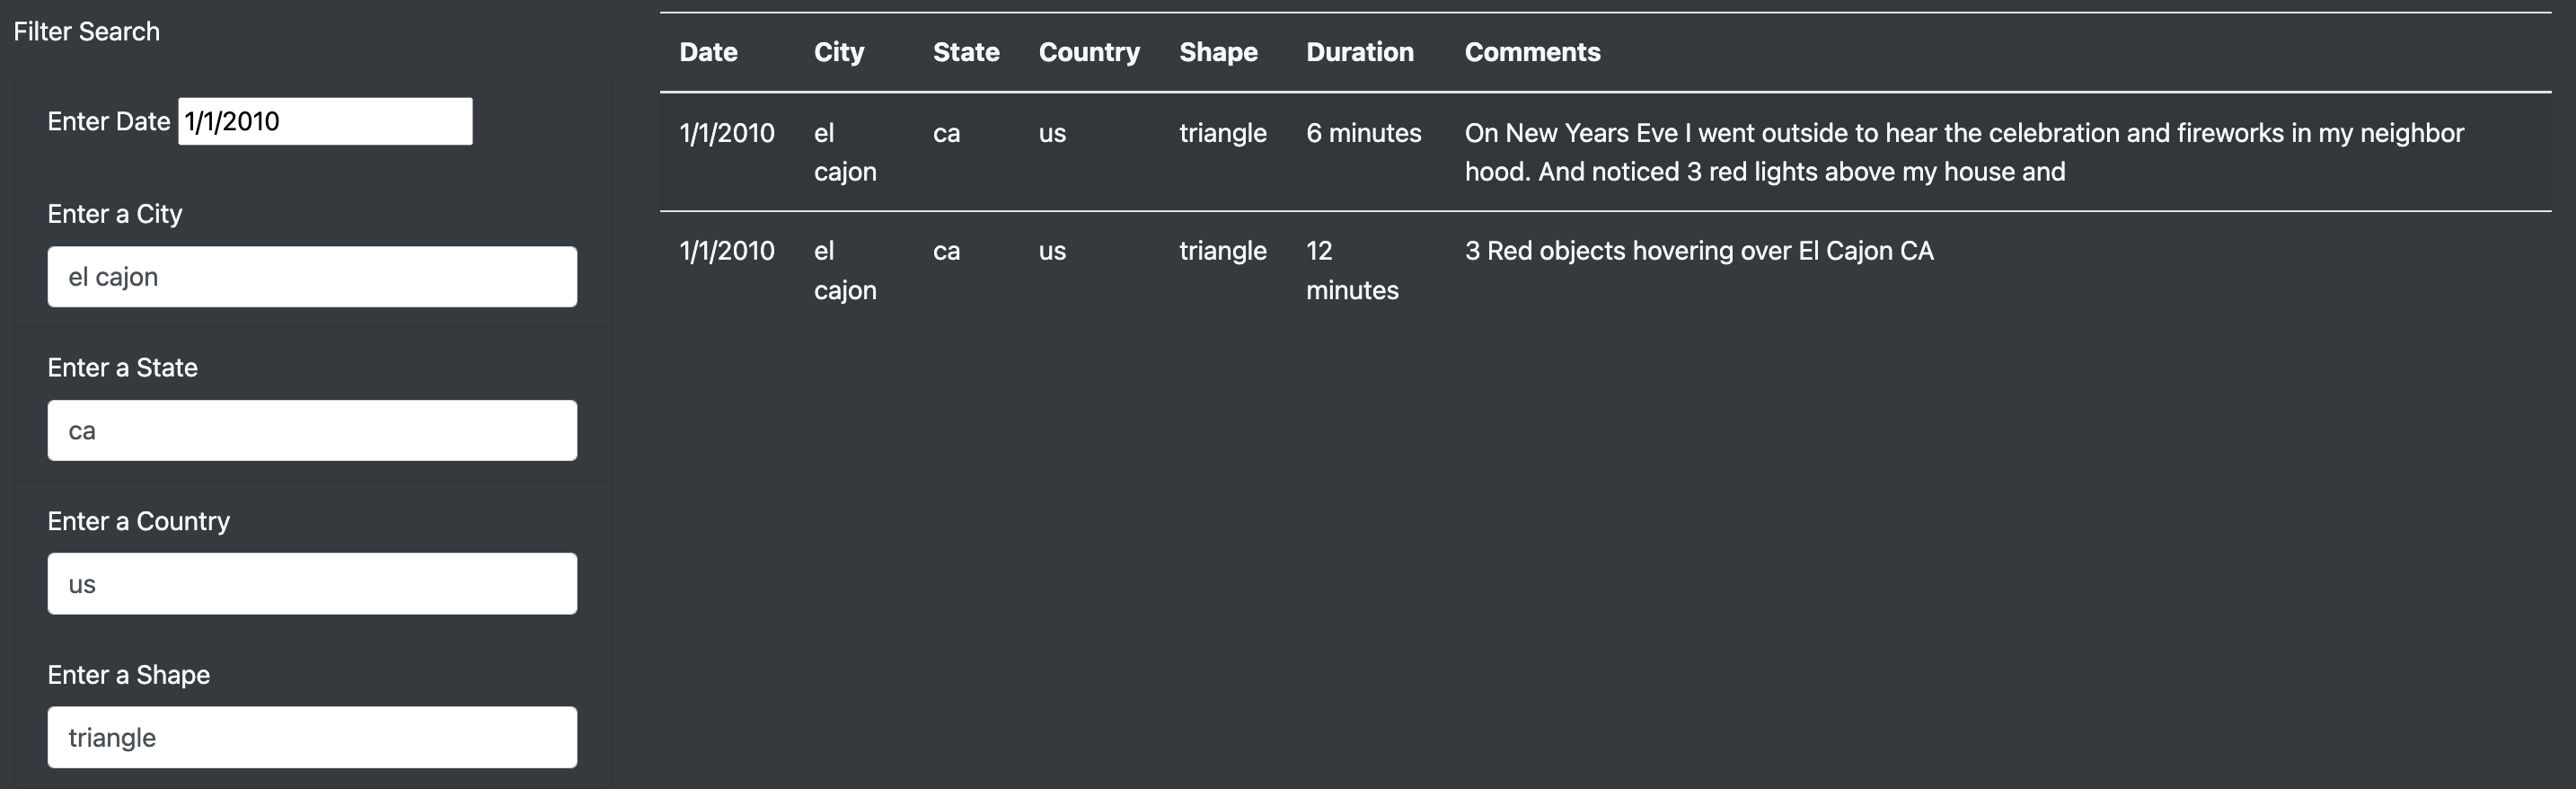 Filter Search
Enter Date 1/1/2010
Enter a City
el cajon
Enter a State
ca
Enter a Country
us
Enter a Shape
triangle
Date City State Country Shape Duration Comments
1/1/2010 el ca us triangle 6 minutes On New Years Eve I went outside to hear the celebration and fireworks in my neighbor
cajon hood. And noticed 3 red lights above my house and
1/1/2010 el ca us triangle 12 3 Red objects hovering over El Cajon CA
cajon minutes